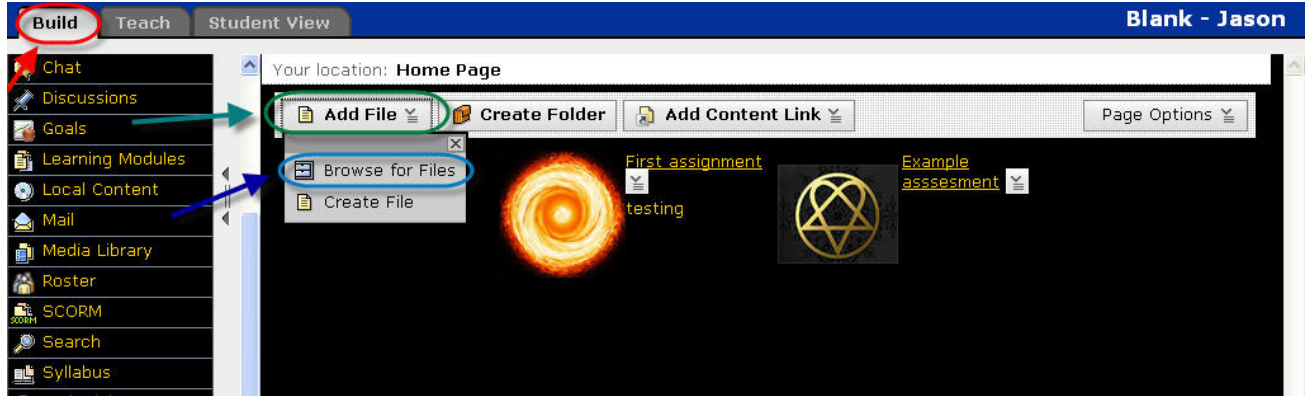 Build Teach Student View Blank - Jason
Chat
Discussions
Goals
Learning Modules
Local Content
Mail
Media Library
Roster
SCORM
SCORM
Search
Syllabus
Your location: Home Page
Add File Create Folder Add Content Link Page Options
Browse for Files
Create File
First assignment
testing
Example
asssesment